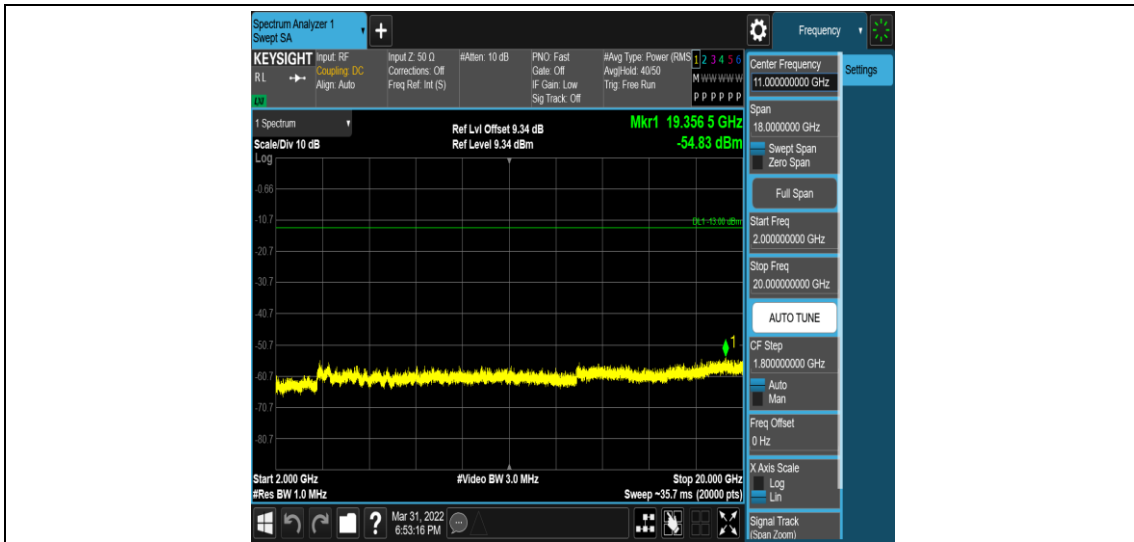 Spectrum Analyzer 1
Swept SA
+
Frequency
KEYSIGHT
RL
LXI
Input: RF
Coupling: DC
Align: Auto
Input Z: 50 Ω
Corrections: Off
Freq Ref: Int (S)
#Atten: 10 dB
PNO: Fast
Gate: Off
IF Gain: Low
Sig Track: Off
#Avg Type: Power (RMS
Avg|Hold: 40/50
Trig: Free Run
1 2 3 4 5 6
M W W W W W
P P P P P P
1 Spectrum
Scale/Div 10 dB
Log
Ref Lvl Offset 9.34 dB
Ref Level 9.34 dBm
Mkr1 19.356 5 GHz
-54.83 dBm
-0.66
-10.7
DL1 -13.00 dBm
-20.7
-30.7
-40.7
-50.7
1
-60.7
-70.7
-80.7
Start 2.000 GHz
#Res BW 1.0 MHz
#Video BW 3.0 MHz
Stop 20.000 GHz
Sweep ~35.7 ms (20000 pts)
Center Frequency
11.000000000 GHz
Settings
Span
18.0000000 GHz
Swept Span
Zero Span
Full Span
Start Freq
2.000000000 GHz
Stop Freq
20.000000000 GHz
AUTO TUNE
CF Step
1.800000000 GHz
Auto
Man
Freq Offset
0 Hz
X Axis Scale
Log
Lin
Signal Track
(Span Zoom)
?
Mar 31, 2022
6:53:16 PM